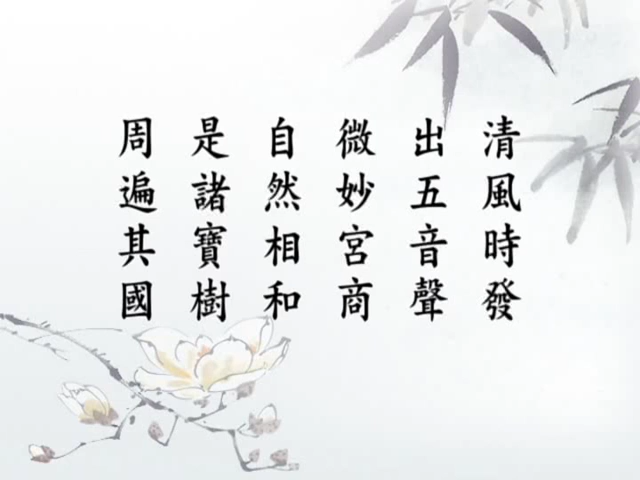 清風時發
出五音聲
微妙宮商
自然相和
是諸寶樹
周遍其國